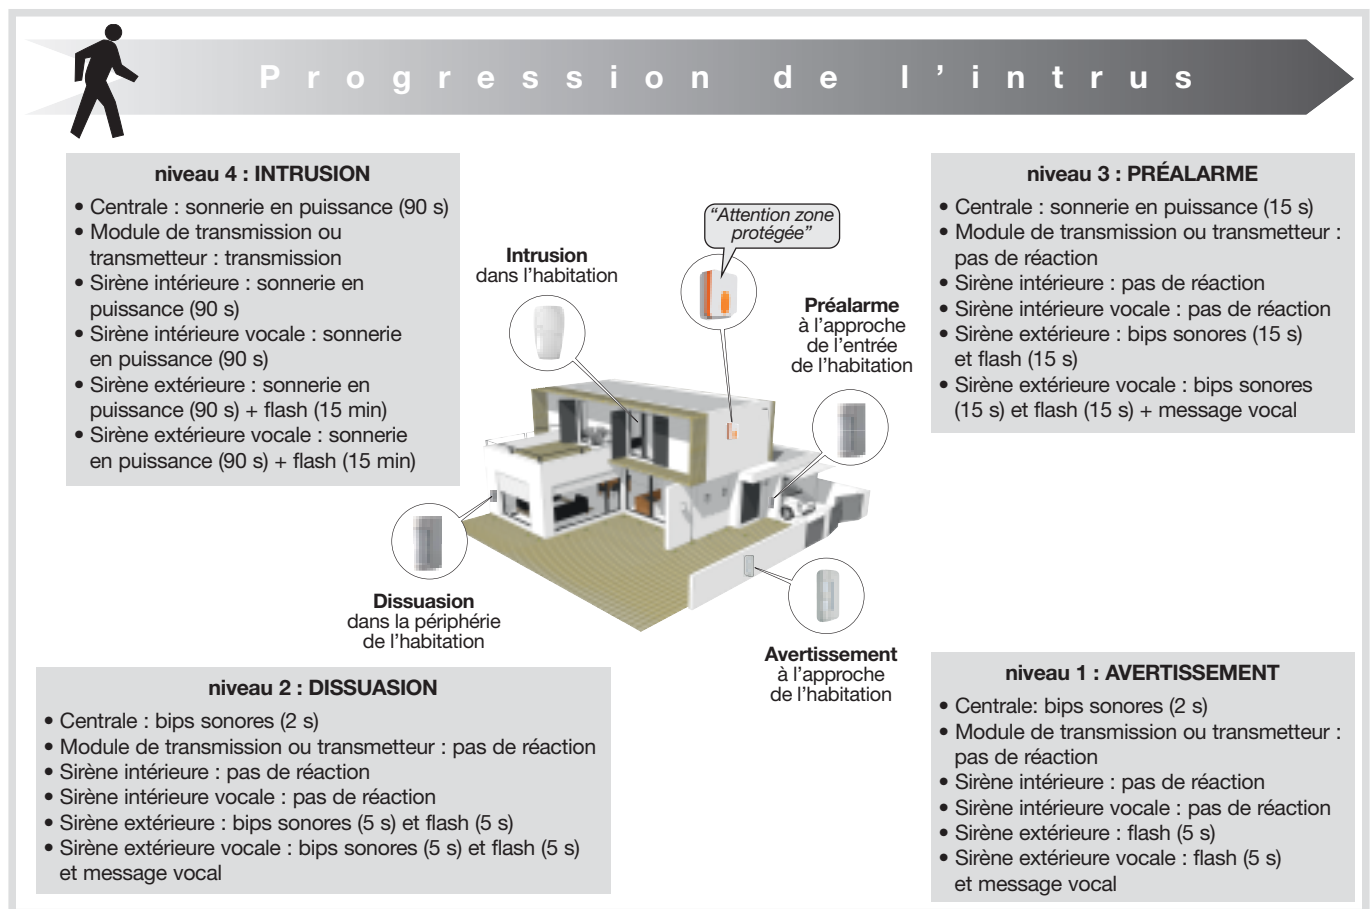 Progression de l'intrus
niveau 4 : INTRUSION
• Centrale : sonnerie en puissance (90 s)
• Module de transmission ou
transmetteur : transmission
• Sirène intérieure : sonnerie en
puissance (90 s)
• Sirène intérieure vocale : sonnerie
en puissance (90 s)
• Sirène extérieure : sonnerie en
puissance (90 s) + flash (15 min)
• Sirène extérieure vocale : sonnerie
en puissance (90 s) + flash (15 min)
Intrusion
dans l'habitation
“Attention zone
protégée”
Préalarme
à l'approche
de l'entrée
de l'habitation
niveau 3 : PRÉALARME
• Centrale : sonnerie en puissance (15 s)
• Module de transmission ou transmetteur :
pas de réaction
• Sirène intérieure : pas de réaction
• Sirène intérieure vocale : pas de réaction
• Sirène extérieure : bips sonores (15 s)
et flash (15 s)
• Sirène extérieure vocale : bips sonores
(15 s) et flash (15 s) + message vocal
Dissuasion
dans la périphérie
de l'habitation
Avertissement
à l'approche
de l'habitation
niveau 2 : DISSUASION
• Centrale : bips sonores (2 s)
• Module de transmission ou transmetteur : pas de réaction
• Sirène intérieure : pas de réaction
• Sirène intérieure vocale : pas de réaction
• Sirène extérieure : bips sonores (5 s) et flash (5 s)
• Sirène extérieure vocale : bips sonores (5 s) et flash (5 s)
et message vocal
niveau 1 : AVERTISSEMENT
• Centrale: bips sonores (2 s)
• Module de transmission ou transmetteur :
pas de réaction
• Sirène intérieure : pas de réaction
• Sirène intérieure vocale : pas de réaction
• Sirène extérieure : flash (5 s)
• Sirène extérieure vocale : flash (5 s)
et message vocal